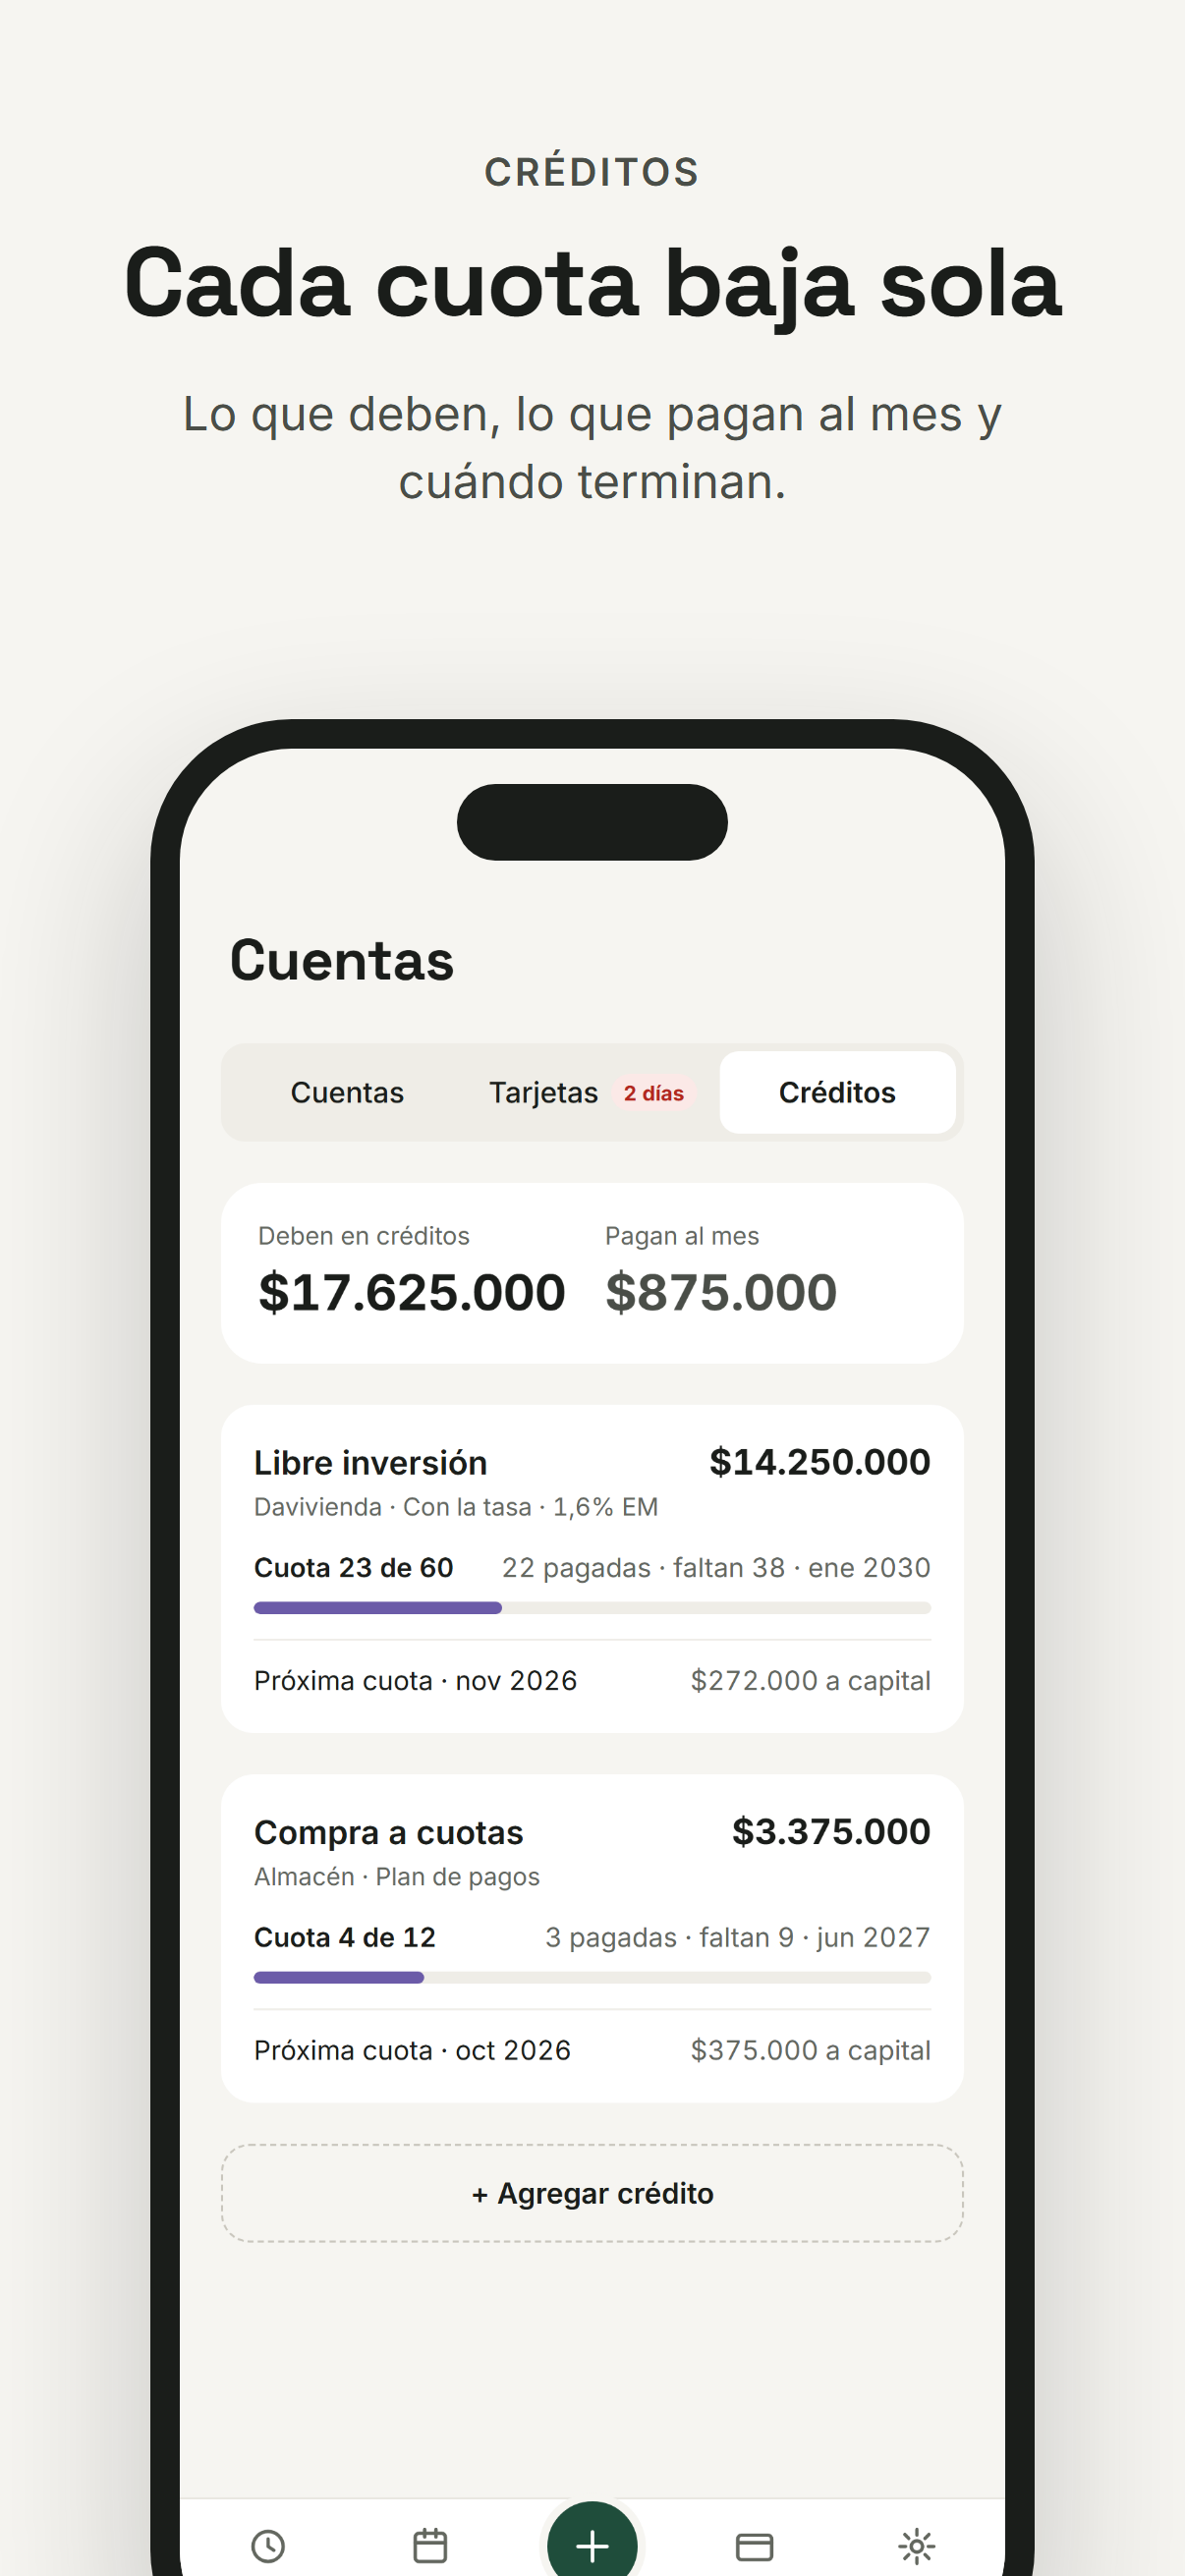 CRÉDITOS
Cada cuota baja sola
Lo que deben, lo que pagan al mes y
cuándo terminan.
Cuentas
Cuentas Tarjetas 2 días Créditos
Deben en créditos Pagan al mes
$17.625.000 $875.000
Libre inversión $14.250.000
Davivienda · Con la tasa · 1,6% EM
Cuota 23 de 60 22 pagadas · faltan 38 · ene 2030
Próxima cuota · nov 2026 $272.000 a capital
Compra a cuotas $3.375.000
Almacén · Plan de pagos
Cuota 4 de 12 3 pagadas · faltan 9 · jun 2027
Próxima cuota · oct 2026 $375.000 a capital
+ Agregar crédito